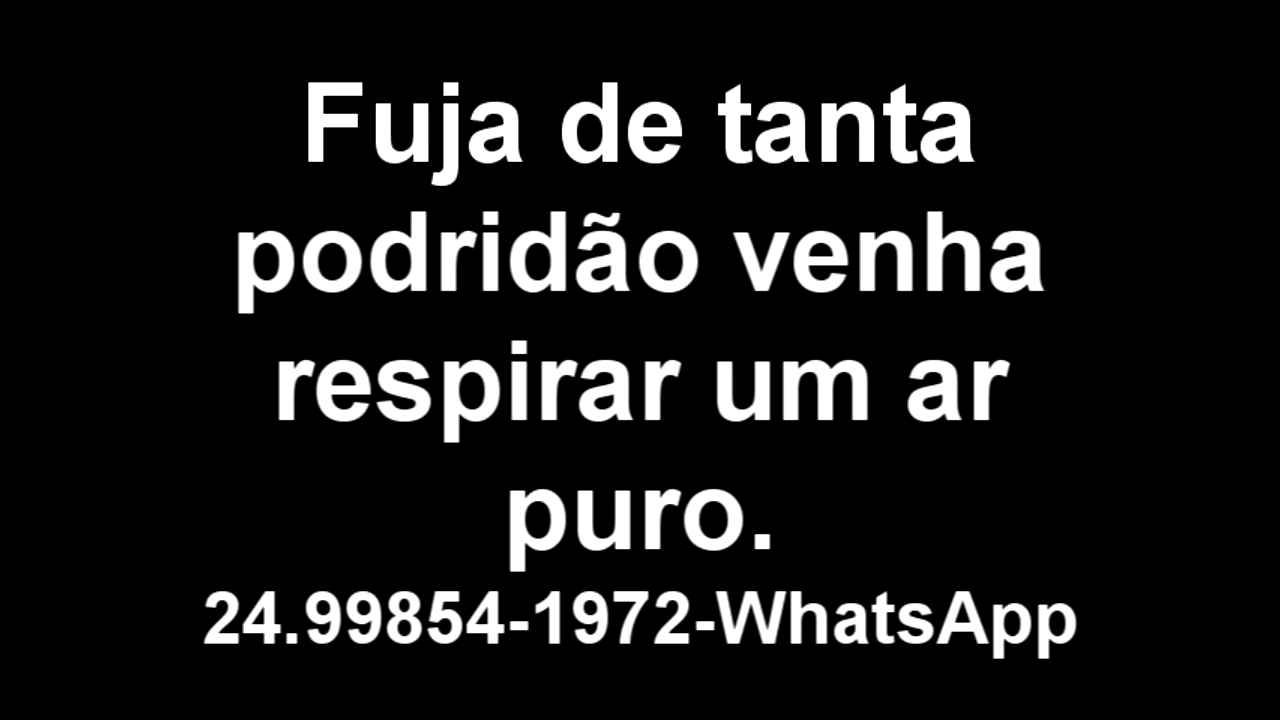 Fuja de tanta
podridão venha
respirar um ar
puro.
24.99854-1972-WhatsApp